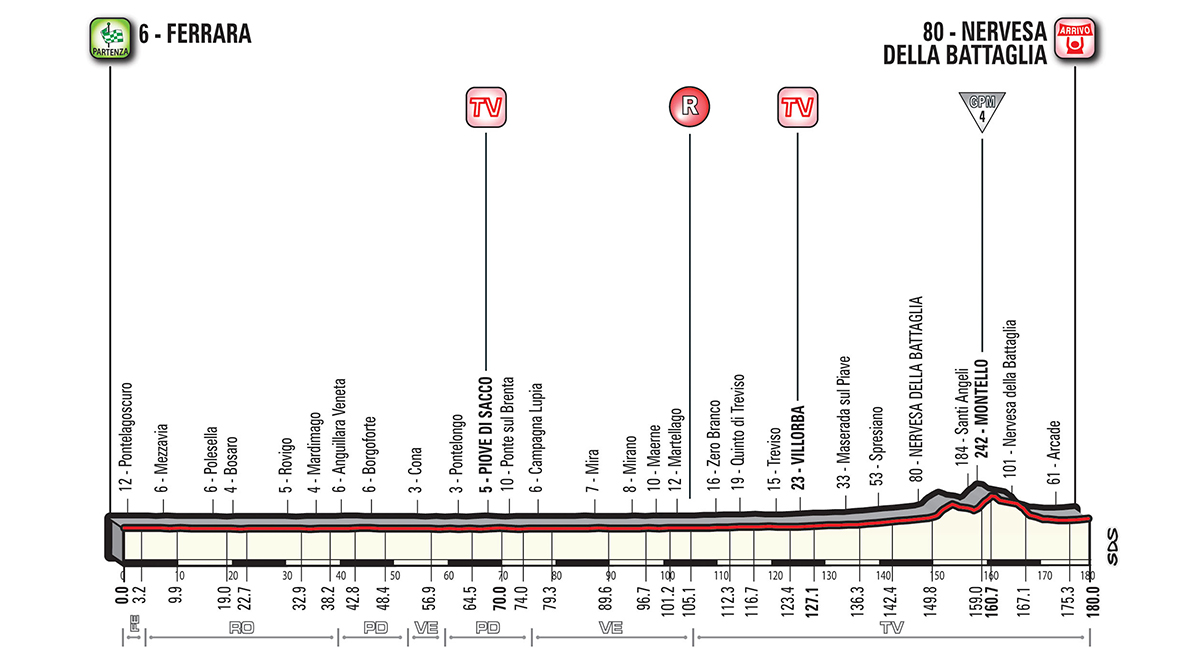 PARTENZA
6 - FERRARA
80 - NERVESA
DELLA BATTAGLIA
ARRIVO
TV
R
TV
GPM
4
12 - Pontelagoscuro
6 - Mezzavia
6 - Polesella
4 - Bosaro
5 - Rovigo
4 - Mardimago
6 - Anguillara Veneta
6 - Borgoforte
3 - Cona
3 - Pontelongo
5 - PIOVE DI SACCO
10 - Ponte sul Brenta
6 - Campagna Lupia
7 - Mira
8 - Mirano
10 - Maerne
12 - Martellago
16 - Zero Branco
19 - Quinto di Treviso
15 - Treviso
23 - VILLORBA
33 - Maserada sul Piave
53 - Spresiano
80 - NERVESA DELLA BATTAGLIA
184 - Santi Angeli
242 - MONTELLO
101 - Nervesa della Battaglia
61 - Arcade
0 10 20 30 40 50 60 70 80 90 100 110 120 130 140 150 160 170 180
0.0 3.2 9.9 19.0 22.7 32.9 38.2 42.8 48.4 56.9 64.5 70.0 74.0 79.3 89.6 96.7 101.2 105.1 112.3 116.7 123.4 127.1 136.3 142.4 149.8 159.0 160.7 167.1 175.3 180.0
FE RO PD VE PD VE TV
SDS